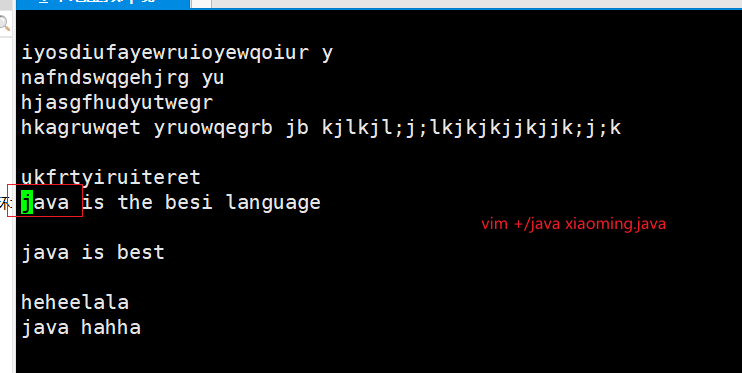 iyosdiufayewruioyewqoiur y
nafndswqgehjrg yu
hjasgfhudyutwegr
hkagruwqet yruowqegrb jb kjlkjl;j;lkjkjkjjkjjk;j;k
ukfrtyiruiteret
java is the besi language
vim +/java xiaoming.java
java is best
heheelala
java hahha